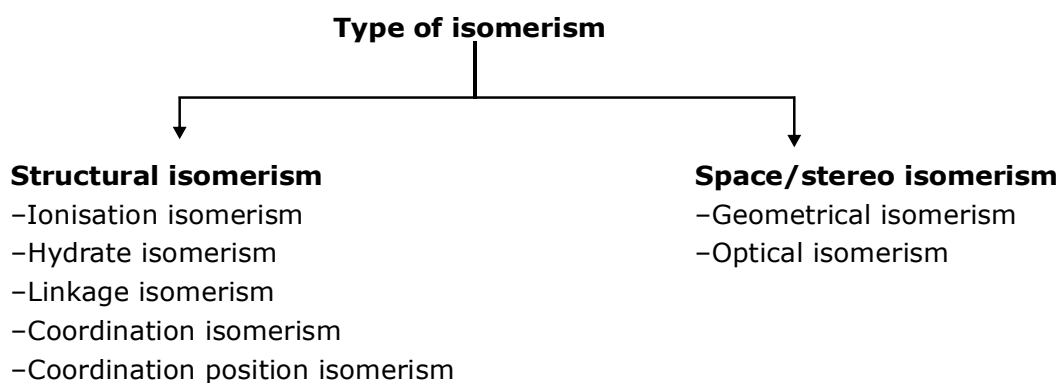 Type of isomerism
Structural isomerism
–Ionisation isomerism
–Hydrate isomerism
–Linkage isomerism
–Coordination isomerism
–Coordination position isomerism
Space/stereo isomerism
–Geometrical isomerism
–Optical isomerism